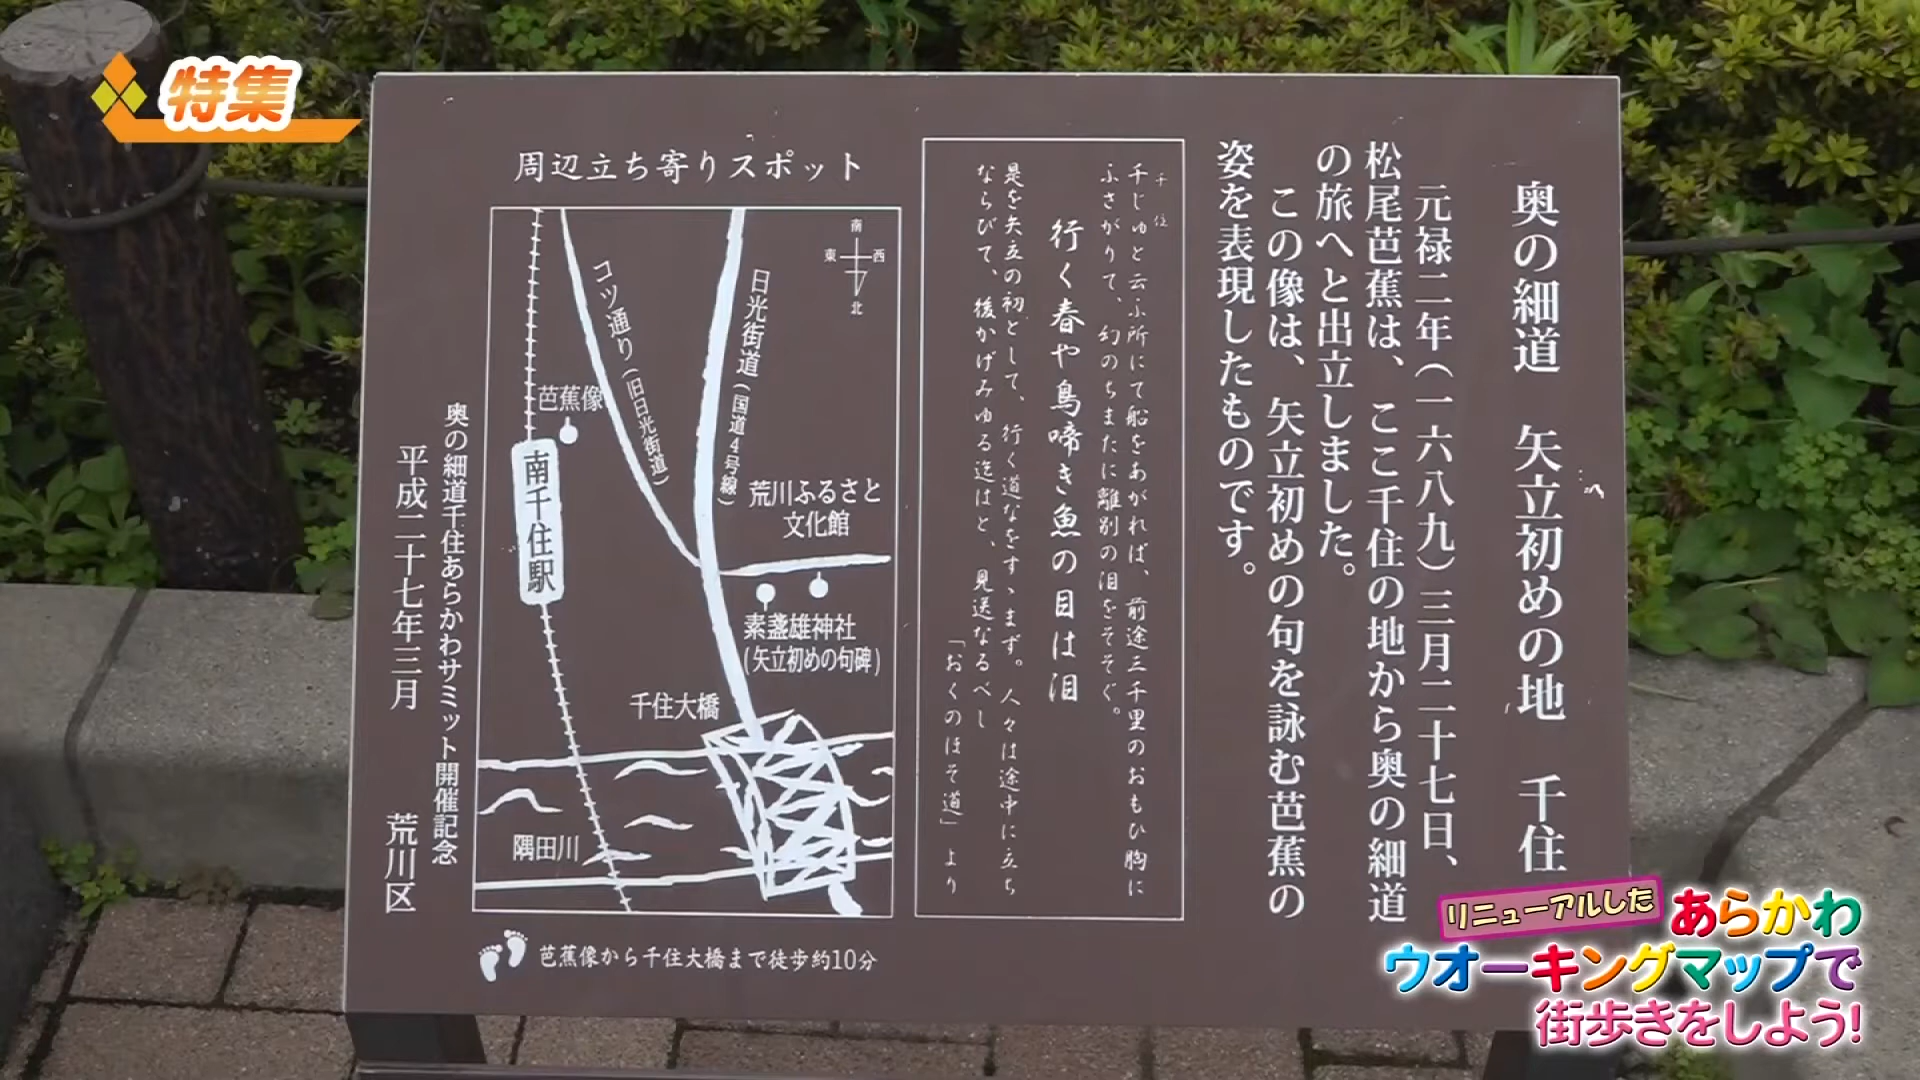 特集
奥の細道　矢立初めの地　千住
元禄二年（一六八九）三月二十七日、
松尾芭蕉は、ここ千住の地から奥の細道
の旅へと出立しました。
この像は、矢立初めの句を詠む芭蕉の
姿を表現したものです。
千住
千じゅと云ふ所にて船をあがれば、前途三千里のおもひ胸に
ふさがりて、幻のちまたに離別の泪をそそぐ。
行く春や鳥啼き魚の目は泪
是を矢立の初として、行く道なをすゝまず。人々は途中に立ち
ならびて、後かげみゆる迄はと、見送なるべし
「おくのほそ道」より
周辺立ち寄りスポット
南
東
西
北
コツ通り（旧日光街道）
日光街道（国道4号線）
芭蕉像
南千住駅
荒川ふるさと
文化館
素盞雄神社
(矢立初めの句碑)
千住大橋
隅田川
芭蕉像から千住大橋まで徒歩約10分
奥の細道千住あらかわサミット開催記念
平成二十七年三月　荒川区
リニューアルした
あらかわ
ウオーキングマップで
街歩きをしよう!